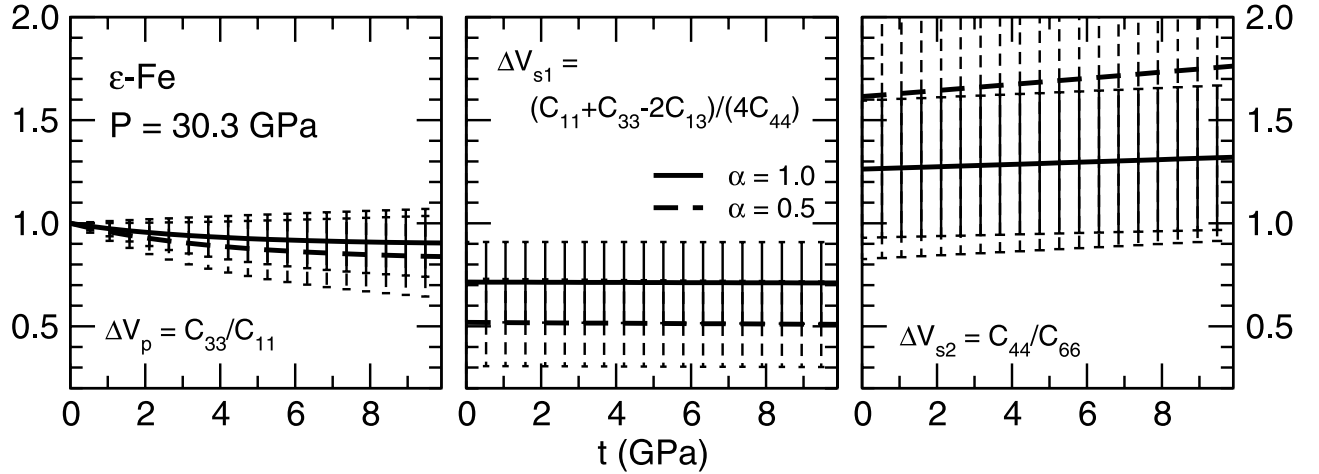 2.0
1.5
1.0
0.5
ε-Fe
P = 30.3 GPa
ΔV_p = C_33/C_11
0 2 4 6 8
ΔV_s1 =
(C_11+C_33-2C_13)/(4C_44)
α = 1.0
α = 0.5
0 2 4 6 8
t (GPa)
ΔV_s2 = C_44/C_66
0 2 4 6 8
2.0
1.5
1.0
0.5